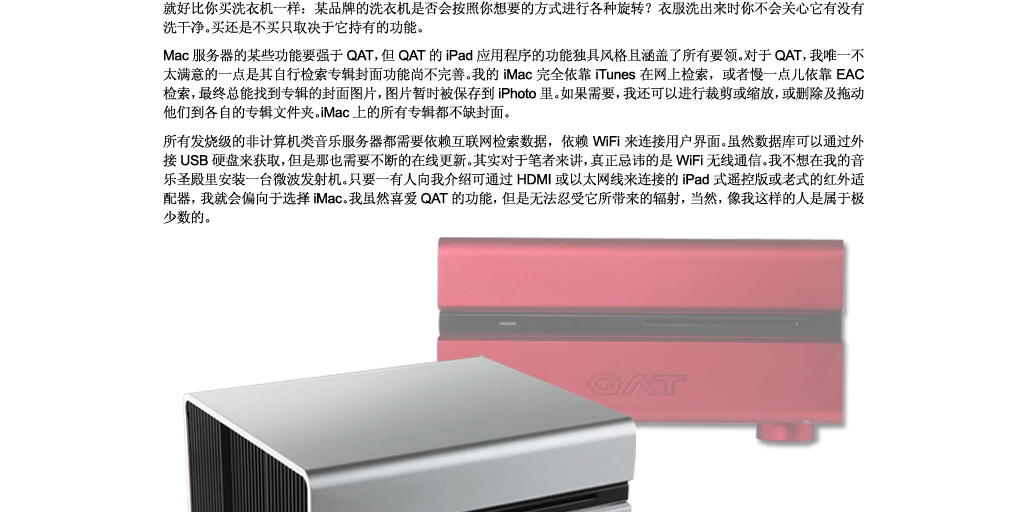 就好比你买洗衣机一样：某品牌的洗衣机是否会按照你想要的方式进行各种旋转？衣服洗出来时你不会关心它有没有
洗干净。买还是不买只取决于它持有的功能。
Mac 服务器的某些功能要强于 QAT，但 QAT 的 iPad 应用程序的功能独具风格且涵盖了所有要领。对于 QAT，我唯一不
太满意的一点是其自行检索专辑封面功能尚不完善。我的 iMac 完全依靠 iTunes 在网上检索，或者慢一点儿依靠 EAC
检索，最终总能找到专辑的封面图片，图片暂时被保存到 iPhoto 里。如果需要，我还可以进行裁剪或缩放，或删除及拖动
他们到各自的专辑文件夹。iMac 上的所有专辑都不缺封面。
所有发烧级的非计算机类音乐服务器都需要依赖互联网检索数据，依赖 WiFi 来连接用户界面。虽然数据库可以通过外
接 USB 硬盘来获取，但是那也需要不断的在线更新。其实对于笔者来讲，真正忌讳的是 WiFi 无线通信。我不想在我的音
乐圣殿里安装一台微波发射机。只要一有人向我介绍可通过 HDMI 或以太网线来连接的 iPad 式遥控版或老式的红外适
配器，我就会偏向于选择 iMac。我虽然喜爱 QAT 的功能，但是无法忍受它所带来的辐射，当然，像我这样的人是属于极
少数的。
QAT